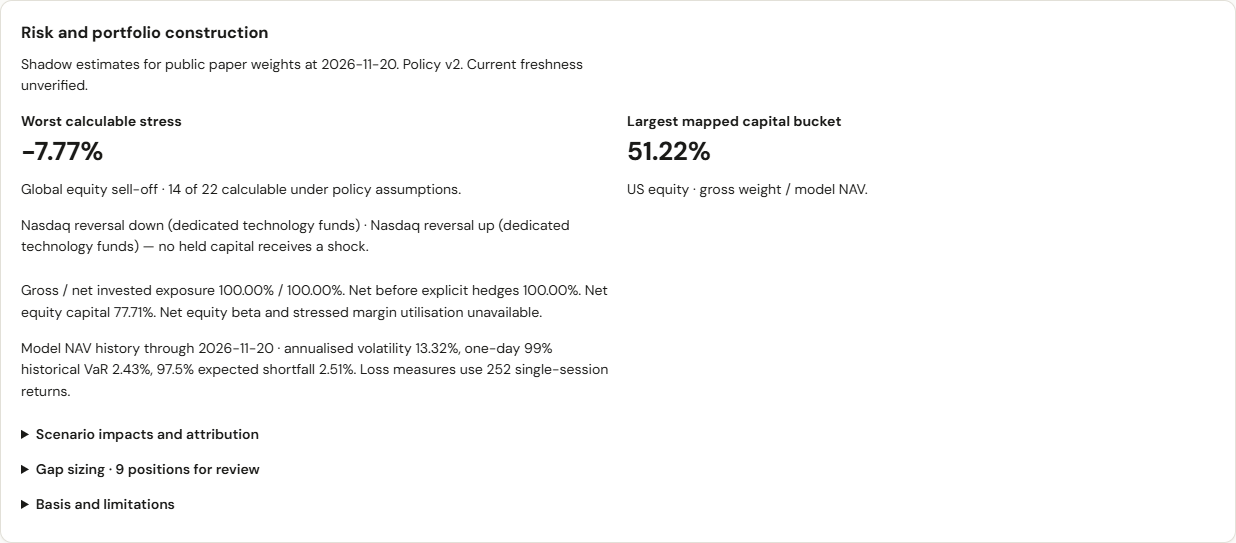 Risk and portfolio construction
Shadow estimates for public paper weights at 2026-11-20. Policy v2. Current freshness
unverified.
Worst calculable stress
-7.77%
Global equity sell-off · 14 of 22 calculable under policy assumptions.
Nasdaq reversal down (dedicated technology funds) · Nasdaq reversal up (dedicated
technology funds) — no held capital receives a shock.
Largest mapped capital bucket
51.22%
US equity · gross weight / model NAV.
Gross / net invested exposure 100.00% / 100.00%. Net before explicit hedges 100.00%. Net
equity capital 77.71%. Net equity beta and stressed margin utilisation unavailable.
Model NAV history through 2026-11-20 · annualised volatility 13.32%, one-day 99%
historical VaR 2.43%, 97.5% expected shortfall 2.51%. Loss measures use 252 single-session
returns.
▶ Scenario impacts and attribution
▶ Gap sizing · 9 positions for review
▶ Basis and limitations